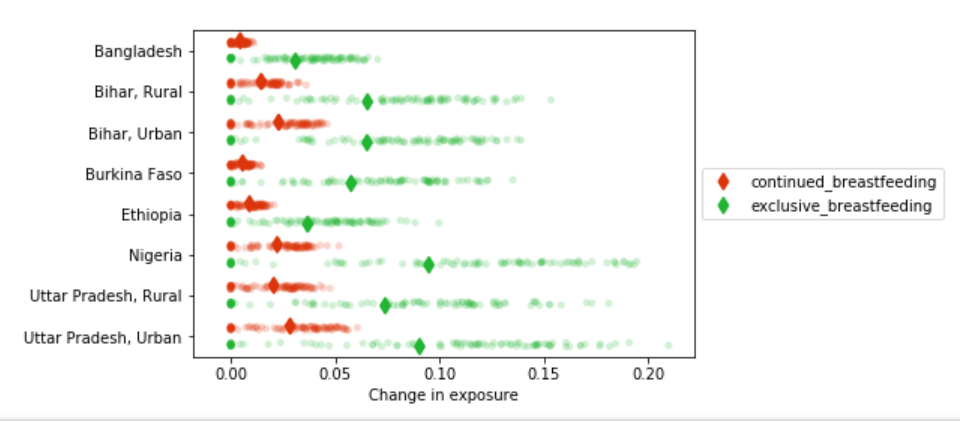 Bangladesh
Bihar, Rural
Bihar, Urban
Burkina Faso
Ethiopia
Nigeria
Uttar Pradesh, Rural
Uttar Pradesh, Urban
0.00 0.05 0.10 0.15 0.20
Change in exposure
continued_breastfeeding
exclusive_breastfeeding